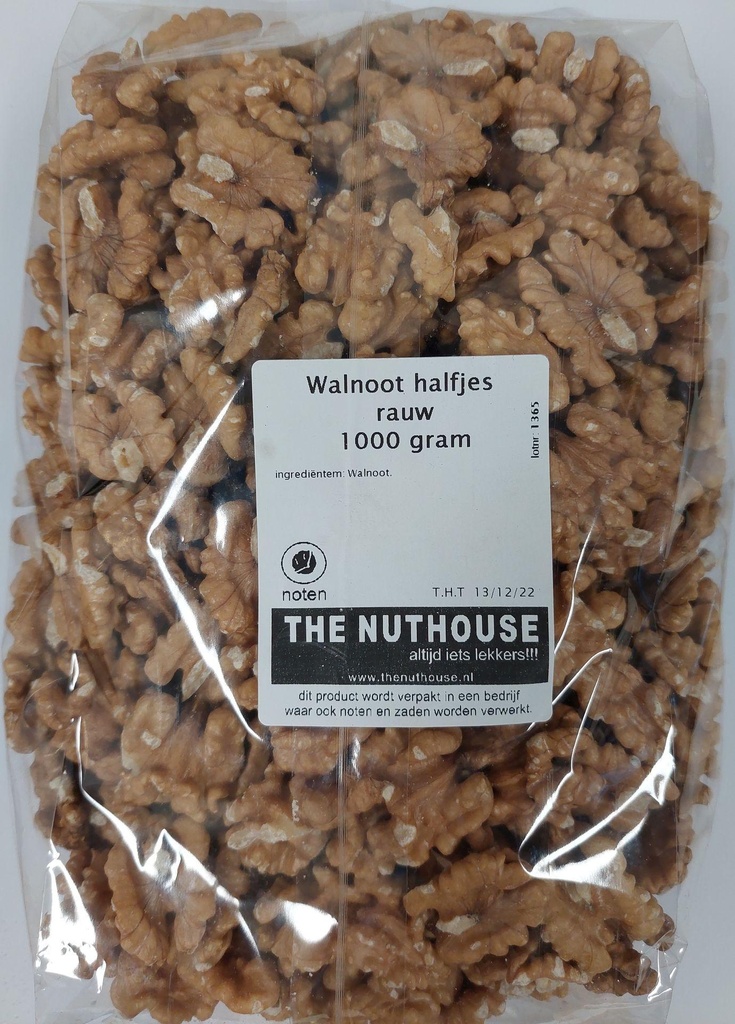 Walnoot halfjes
rauw
1000 gram
lotnr: 1365
ingrediëntern: Walnoot.
noten
T.H.T 13/12/22
THE NUTHOUSE
altijd iets lekkers!!!
www.thenuthouse.nl
dit product wordt verpakt in een bedrijf
waar ook noten en zaden worden verwerkt.